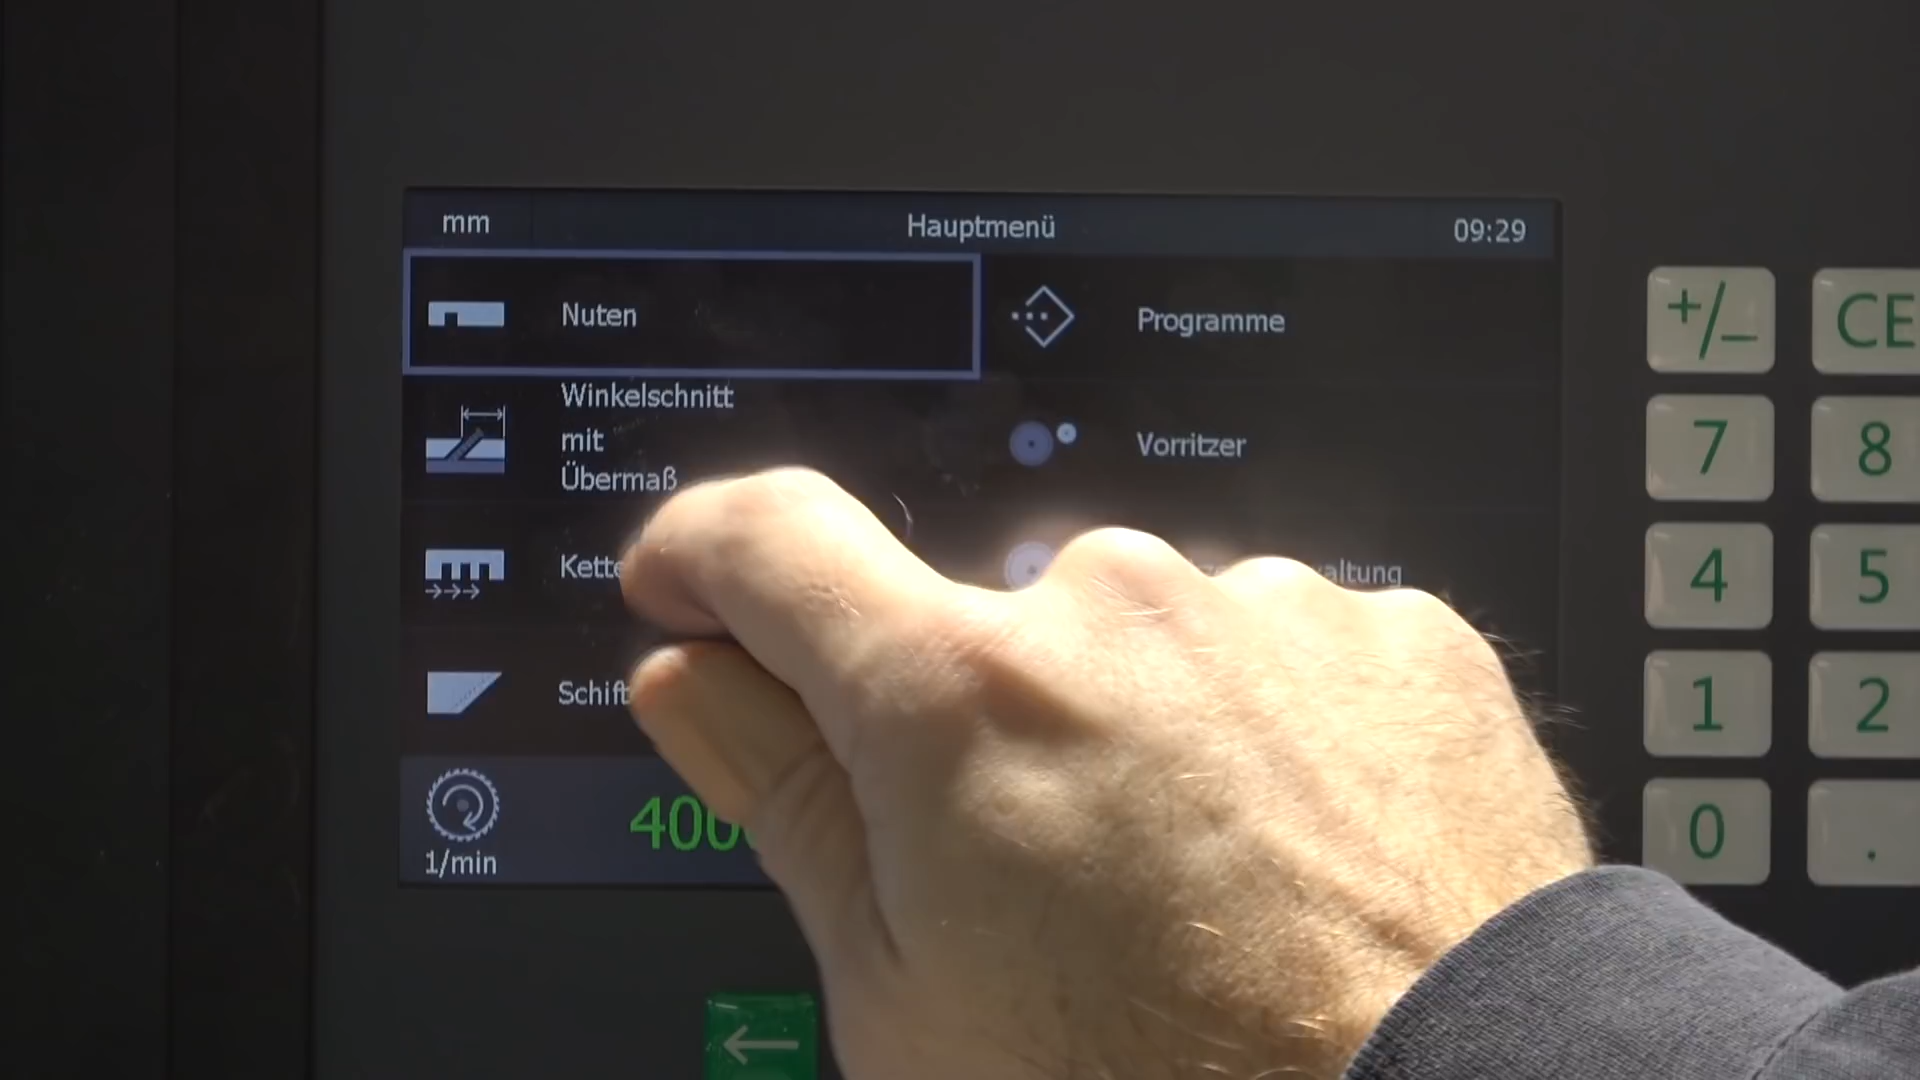 mm
Hauptmenü
09:29
Nuten
Programme
Winkelschnitt
mit
Übermaß
Vorritzer
1/min
+/-
CE
7
8
4
5
1
2
0
.